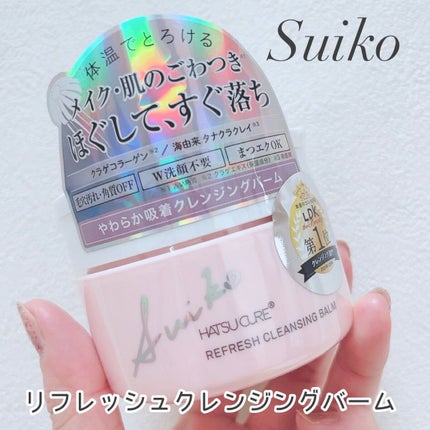 Suiko
体温でとろける
メイク・肌のごわつき
ほぐして、すぐ落ち
クラゲコラーゲン※2 / 海由来 タナクラクレイ※3
毛穴汚れ・角質OFF
W洗顔不要
まつエクOK
やわらか吸着クレンジングバーム
LDK
第1位
Suiko
HATSUCURE®
REFRESH CLEANSING BALM
リフレッシュクレンジングバーム